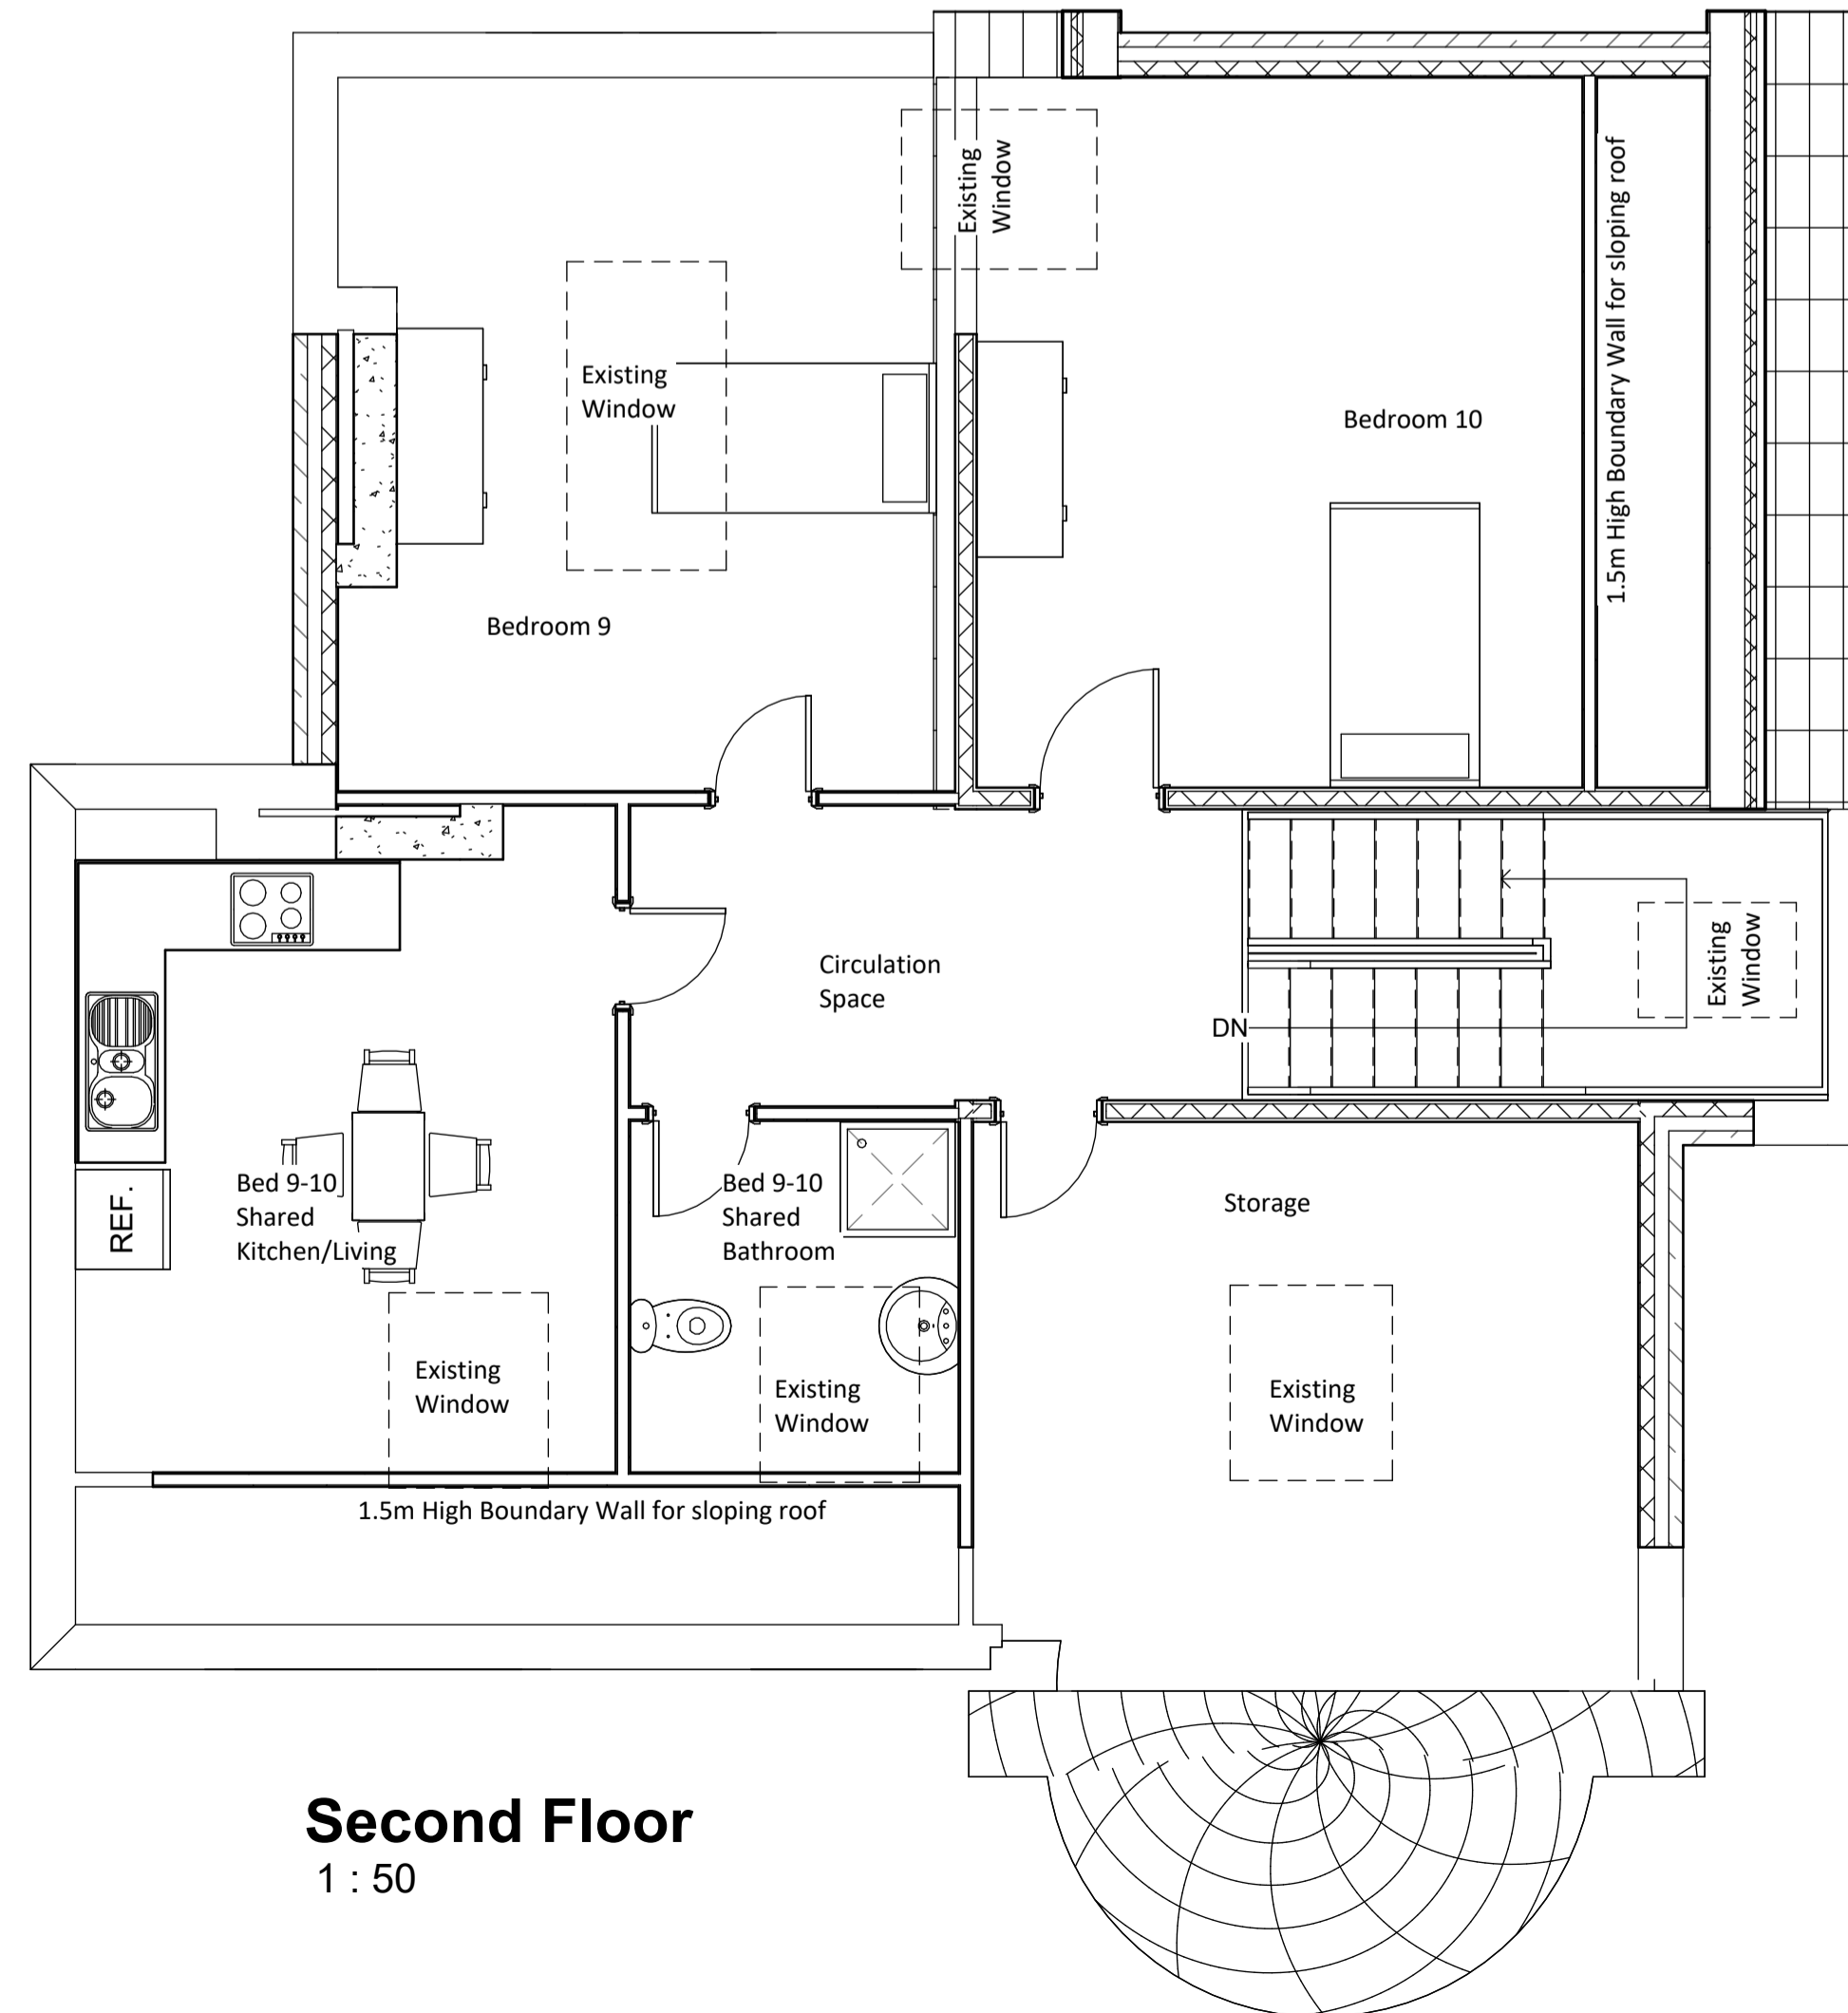 Existing
Window
1.5m High Boundary Wall for sloping roof
Existing
Window
Bedroom 10
Bedroom 9
Circulation
Space
Existing
Window
DN
REF.
Bed 9-10
Shared
Kitchen/Living
Bed 9-10
Shared
Bathroom
Storage
Existing
Window
Existing
Window
Existing
Window
1.5m High Boundary Wall for sloping roof
Second Floor
1 : 50